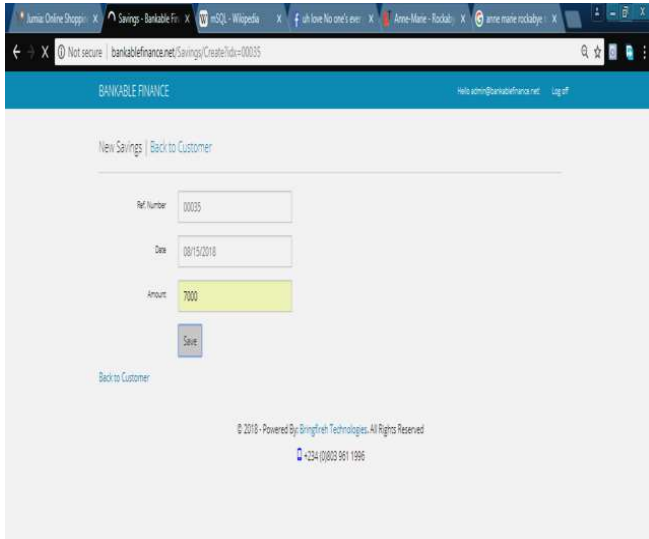 Jumia: Online Shoppin X Savings - Bankable Fin X mSQL - Wikipedia X uh love No one's ever X Anne-Marie - Rockaby X anne marie rockabye X
Not secure | bankablefinance.net/Savings/Create?idx=00035
BANKABLE FINANCE Hello admin@bankablefinance.net! Log off
New Savings | Back to Customer
Ref. Number 00035
Date 08/15/2018
Amount 7000
Save
Back to Customer
© 2018 - Powered By: Bringfireh Technologies. All Rights Reserved
+234 (0)803 961 1996